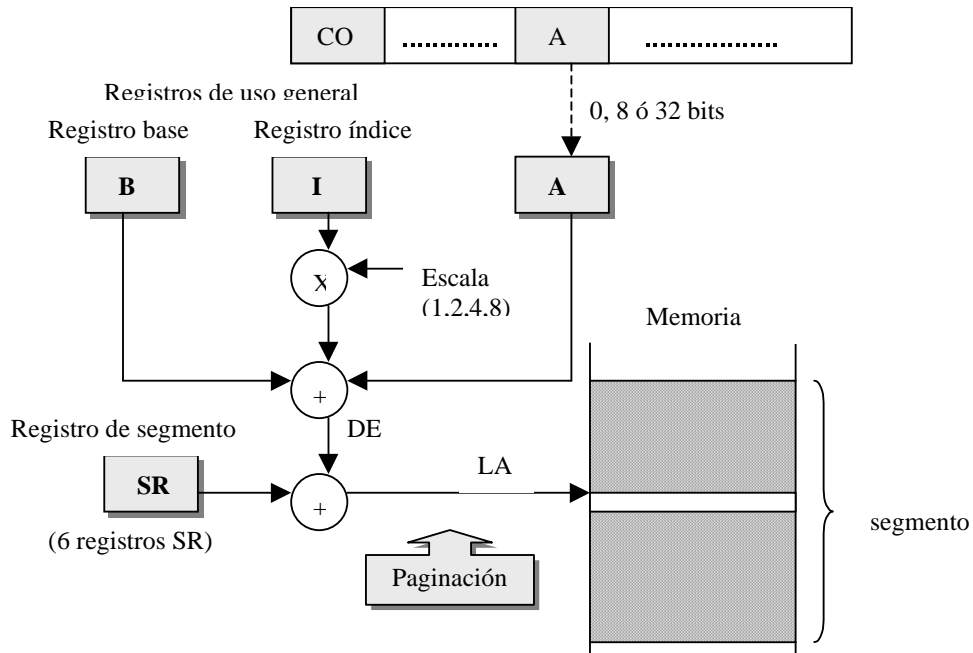 CO ............ A .................
Registros de uso general
0, 8 ó 32 bits
Registro base Registro índice
B I A
X
Escala
(1,2,4,8)
Memoria
+
Registro de segmento
DE
LA
SR
+
(6 registros SR)
segmento
Paginación